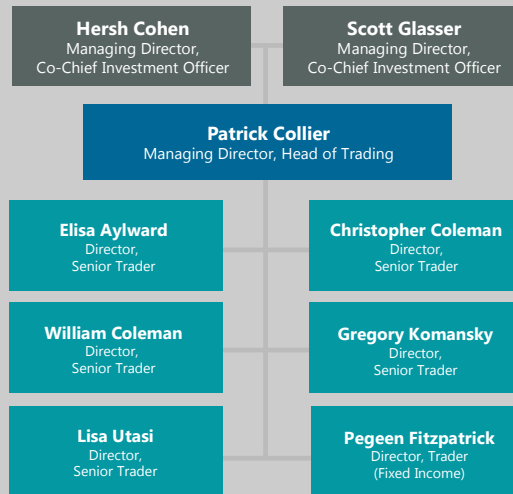 Hersh Cohen
Managing Director,
Co-Chief Investment Officer
Scott Glasser
Managing Director,
Co-Chief Investment Officer
Patrick Collier
Managing Director, Head of Trading
Elisa Aylward
Director,
Senior Trader
Christopher Coleman
Director,
Senior Trader
William Coleman
Director,
Senior Trader
Gregory Komansky
Director,
Senior Trader
Lisa Utasi
Director,
Senior Trader
Pegeen Fitzpatrick
Director, Trader
(Fixed Income)